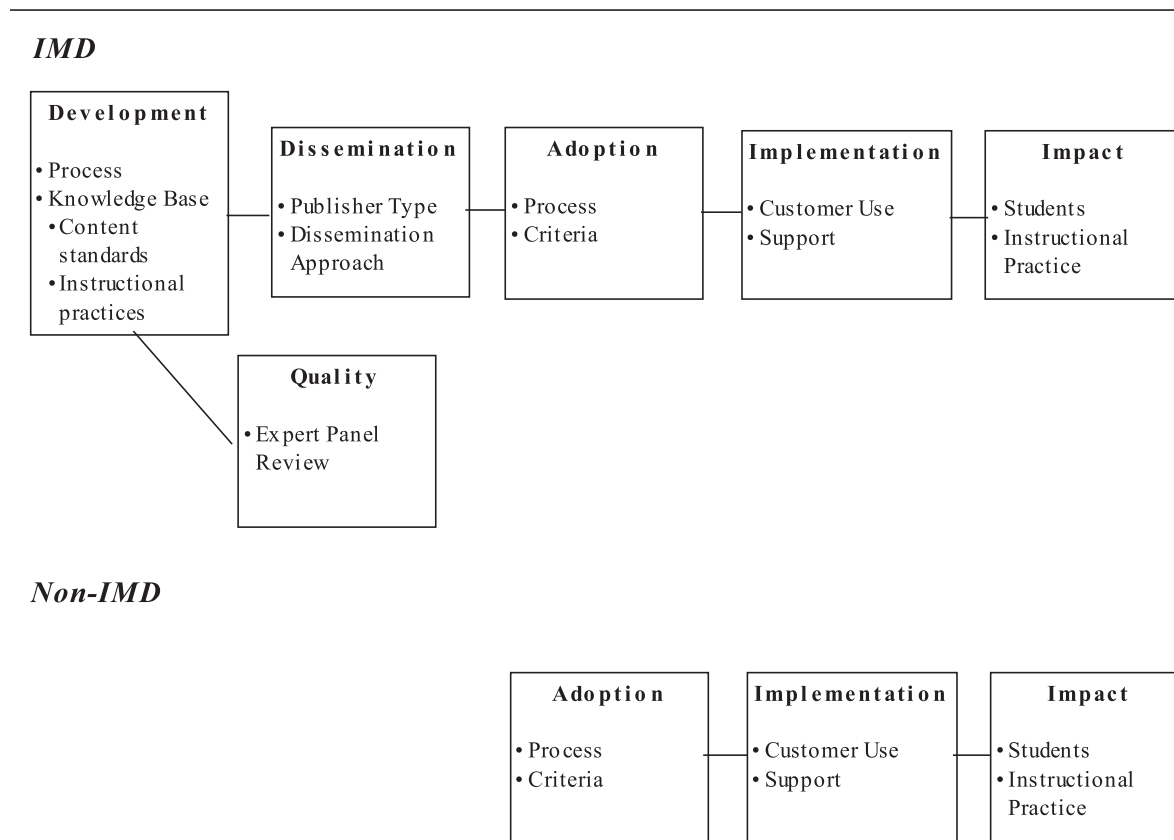 IMD
Development
• Process
• Knowledge Base
• Content
standards
• Instructional
practices
Dissemination
• Publisher Type
• Dissemination
Approach
Adoption
• Process
• Criteria
Implementation
• Customer Use
• Support
Impact
• Students
• Instructional
Practice
Quality
• Expert Panel
Review
Non-IMD
Adoption
• Process
• Criteria
Implementation
• Customer Use
• Support
Impact
• Students
• Instructional
Practice